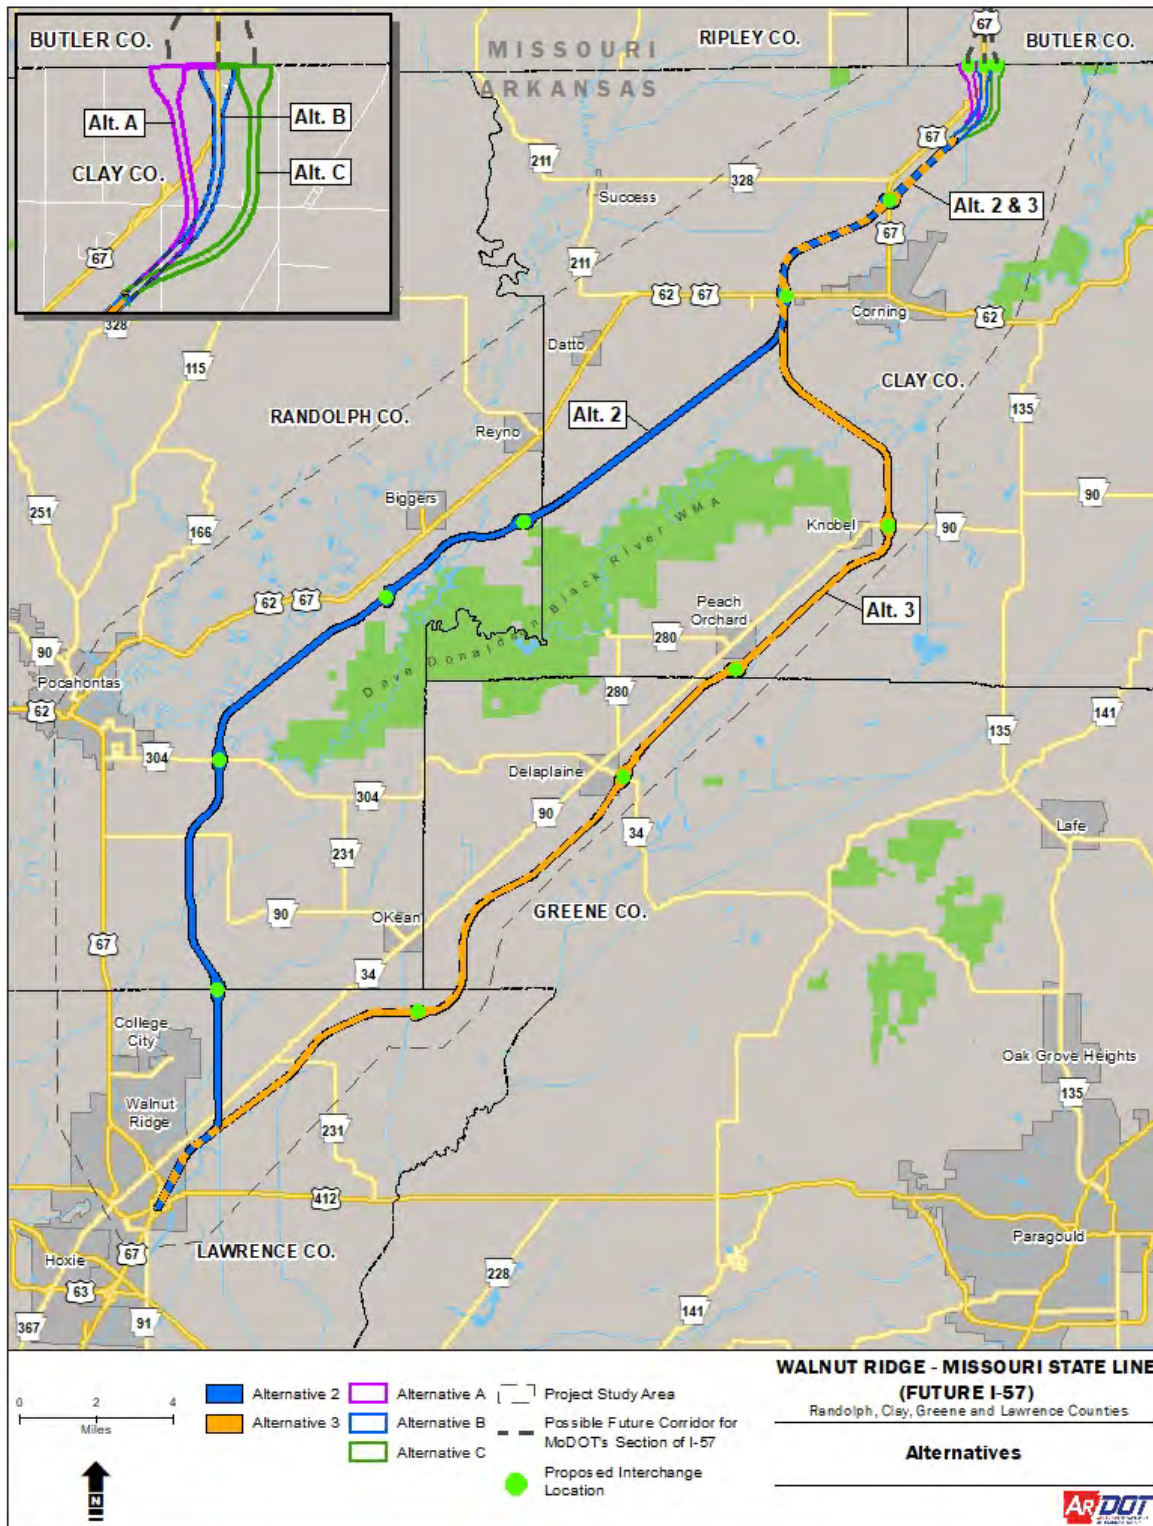 BUTLER CO.
Alt. A
Alt. B
CLAY CO.
Alt. C
67
MISSOURI
ARKANSAS
RIPLEY CO.
67
BUTLER CO.
67
211
328
Success
Alt. 2 & 3
67
211
62
67
Corning
62
328
Datto
115
CLAY CO.
RANDOLPH CO.
Alt. 2
135
Reyno
Biggers
90
251
166
Knobel
90
Dave Donaldson Black River WMA
62
67
Peach
Orchard
Alt. 3
280
90
Pocahontas
280
62
141
135
304
Delaplaine
304
90
34
Lafe
231
90
OKean
GREENE CO.
67
34
College
City
Oak Grove Heights
135
Walnut
Ridge
231
412
Paragould
67
LAWRENCE CO.
Hoxie
228
63
141
367
91
WALNUT RIDGE - MISSOURI STATE LINE
(FUTURE I-57)
Randolph, Clay, Greene and Lawrence Counties
Alternatives
0 2 4
Miles
N
Alternative 2
Alternative 3
Alternative A
Alternative B
Alternative C
Project Study Area
Possible Future Corridor for
MoDOT's Section of I-57
Proposed Interchange
Location
ARDOT